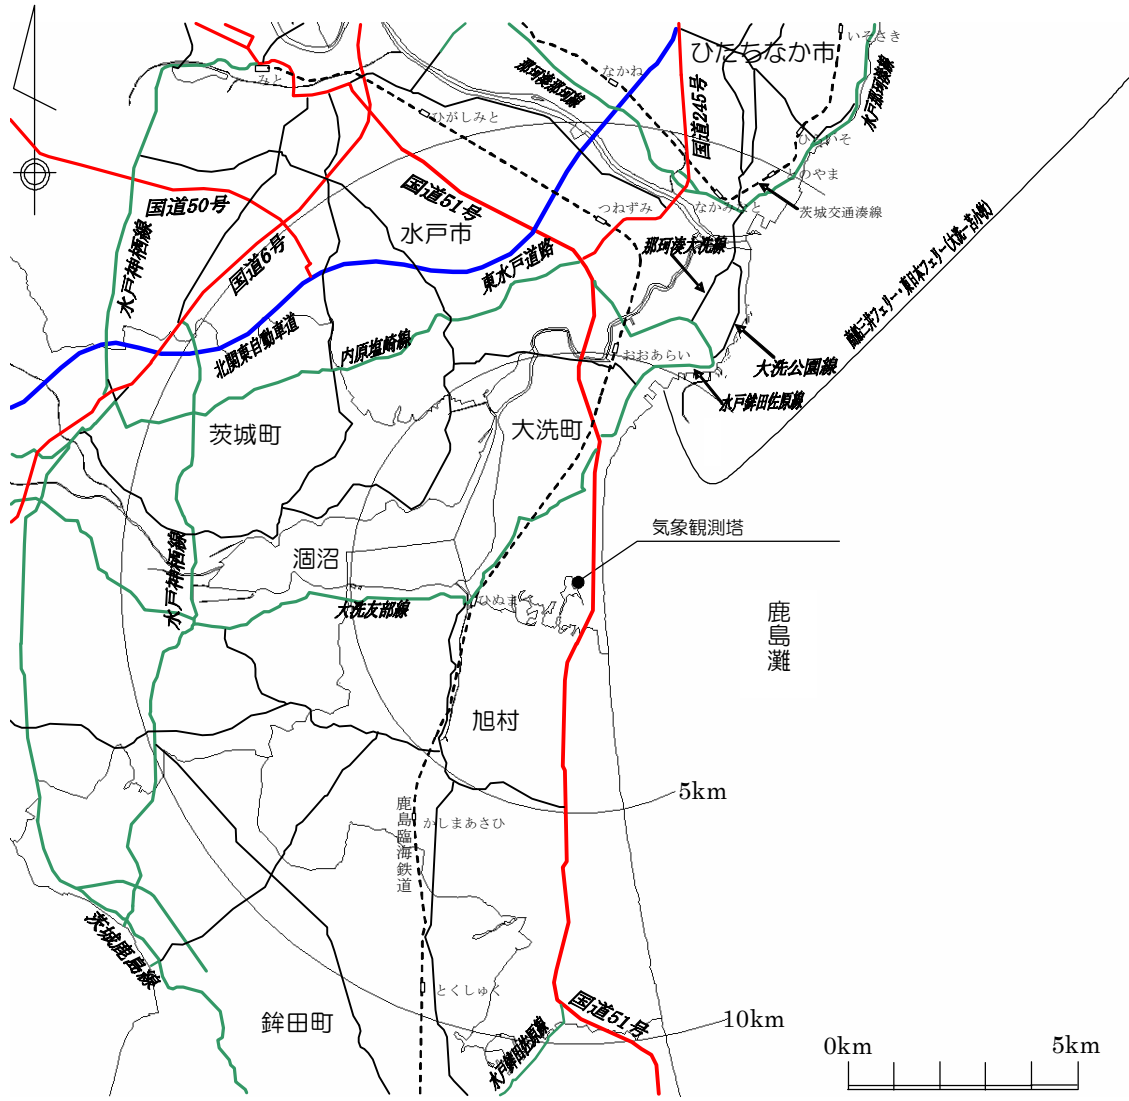 ひたちなか市
いそざき
みと
なかね
那珂湊那珂線
国道245号
水戸那珂湊線
ひがしみと
ひらいそ
とのやま
国道50号
国道51号
つねずみ
なかみなと
茨城交通湊線
水戸市
水戸神栖線
国道6号
東水戸道路
那珂湊大洗線
商船三井フェリー・東日本フェリー(大洗ー苫小牧)
北関東自動車道
内原塩崎線
おおあらい
大洗公園線
水戸鉾田佐原線
茨城町
大洗町
気象観測塔
水戸神栖線
涸沼
大洗友部線
ひぬま
鹿島灘
旭村
5km
鹿島臨海鉄道
かしまあさひ
茨城鹿島線
とくしゅく
鉾田町
国道51号
水戸鉾田佐原線
10km
0km
5km